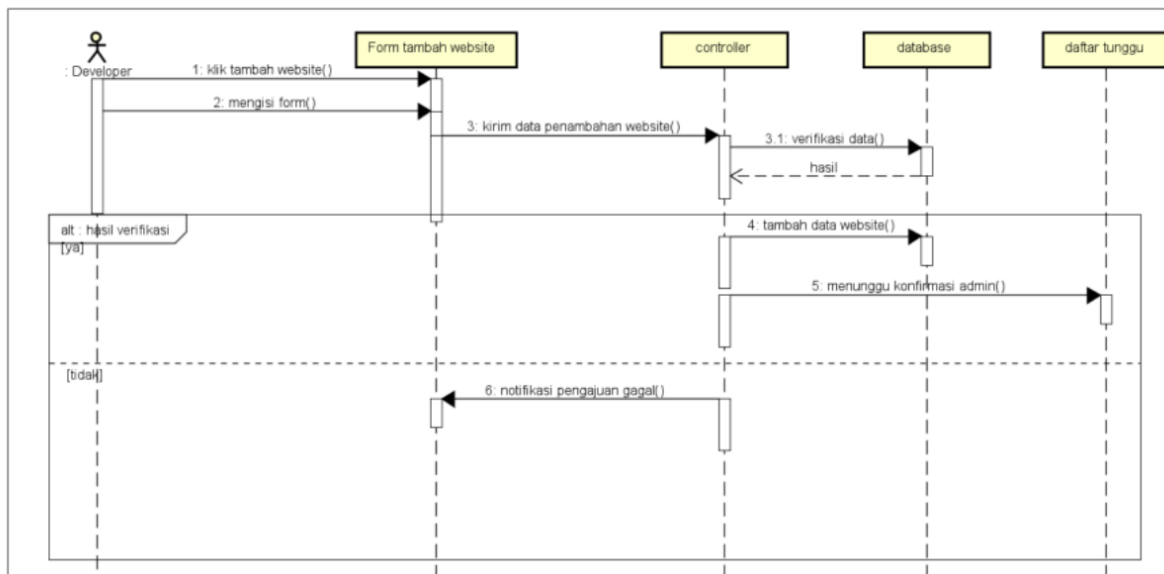 Form tambah website
controller
database
daftar tunggu
: Developer
1: klik tambah website()
2: mengisi form()
3: kirim data penambahan website()
3.1: verifikasi data()
hasil
alt : hasil verifikasi
[ya]
4: tambah data website()
5: menunggu konfirmasi admin()
[tidak]
6: notifikasi pengajuan gagal()